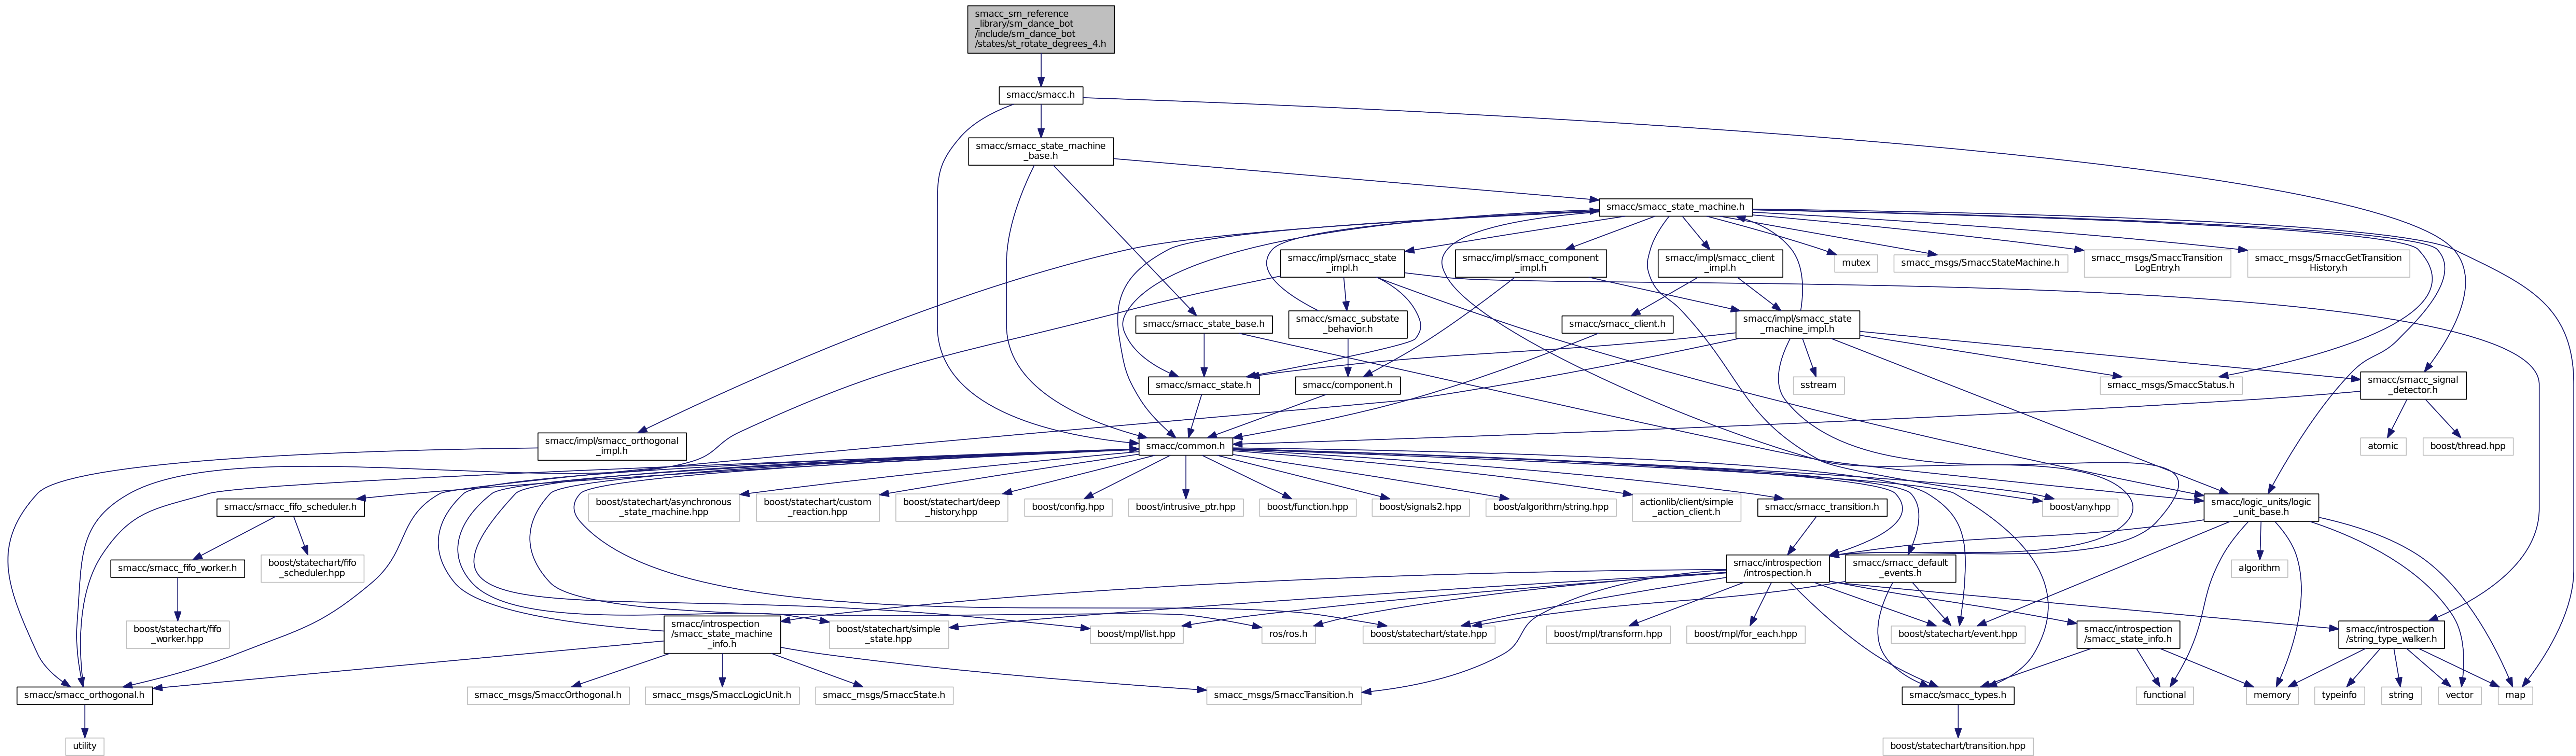 smacc_sm_reference
_library/sm_dance_bot
/include/sm_dance_bot
/states/st_rotate_degrees_4.h
smacc/smacc.h
smacc/smacc_state_machine
_base.h
smacc/smacc_state_machine.h
smacc/impl/smacc_state
_impl.h
smacc/impl/smacc_component
_impl.h
smacc/impl/smacc_client
_impl.h
mutex
smacc_msgs/SmaccStateMachine.h
smacc_msgs/SmaccTransition
LogEntry.h
smacc_msgs/SmaccGetTransition
History.h
smacc/smacc_state_base.h
smacc/smacc_substate
_behavior.h
smacc/smacc_client.h
smacc/impl/smacc_state
_machine_impl.h
smacc/smacc_state.h
smacc/component.h
sstream
smacc_msgs/SmaccStatus.h
smacc/smacc_signal
_detector.h
smacc/impl/smacc_orthogonal
_impl.h
smacc/common.h
atomic
boost/thread.hpp
smacc/smacc_fifo_scheduler.h
boost/statechart/asynchronous
_state_machine.hpp
boost/statechart/custom
_reaction.hpp
boost/statechart/deep
_history.hpp
boost/config.hpp
boost/intrusive_ptr.hpp
boost/function.hpp
boost/signals2.hpp
boost/algorithm/string.hpp
actionlib/client/simple
_action_client.h
smacc/smacc_transition.h
boost/any.hpp
smacc/logic_units/logic
_unit_base.h
smacc/smacc_fifo_worker.h
boost/statechart/fifo
_scheduler.hpp
smacc/introspection
/introspection.h
smacc/smacc_default
_events.h
algorithm
boost/statechart/fifo
_worker.hpp
smacc/introspection
/smacc_state_machine
_info.h
boost/statechart/simple
_state.hpp
boost/mpl/list.hpp
ros/ros.h
boost/statechart/state.hpp
boost/mpl/transform.hpp
boost/mpl/for_each.hpp
boost/statechart/event.hpp
smacc/introspection
/smacc_state_info.h
smacc/introspection
/string_type_walker.h
smacc/smacc_orthogonal.h
smacc_msgs/SmaccOrthogonal.h
smacc_msgs/SmaccLogicUnit.h
smacc_msgs/SmaccState.h
smacc_msgs/SmaccTransition.h
smacc/smacc_types.h
functional
memory
typeinfo
string
vector
map
utility
boost/statechart/transition.hpp